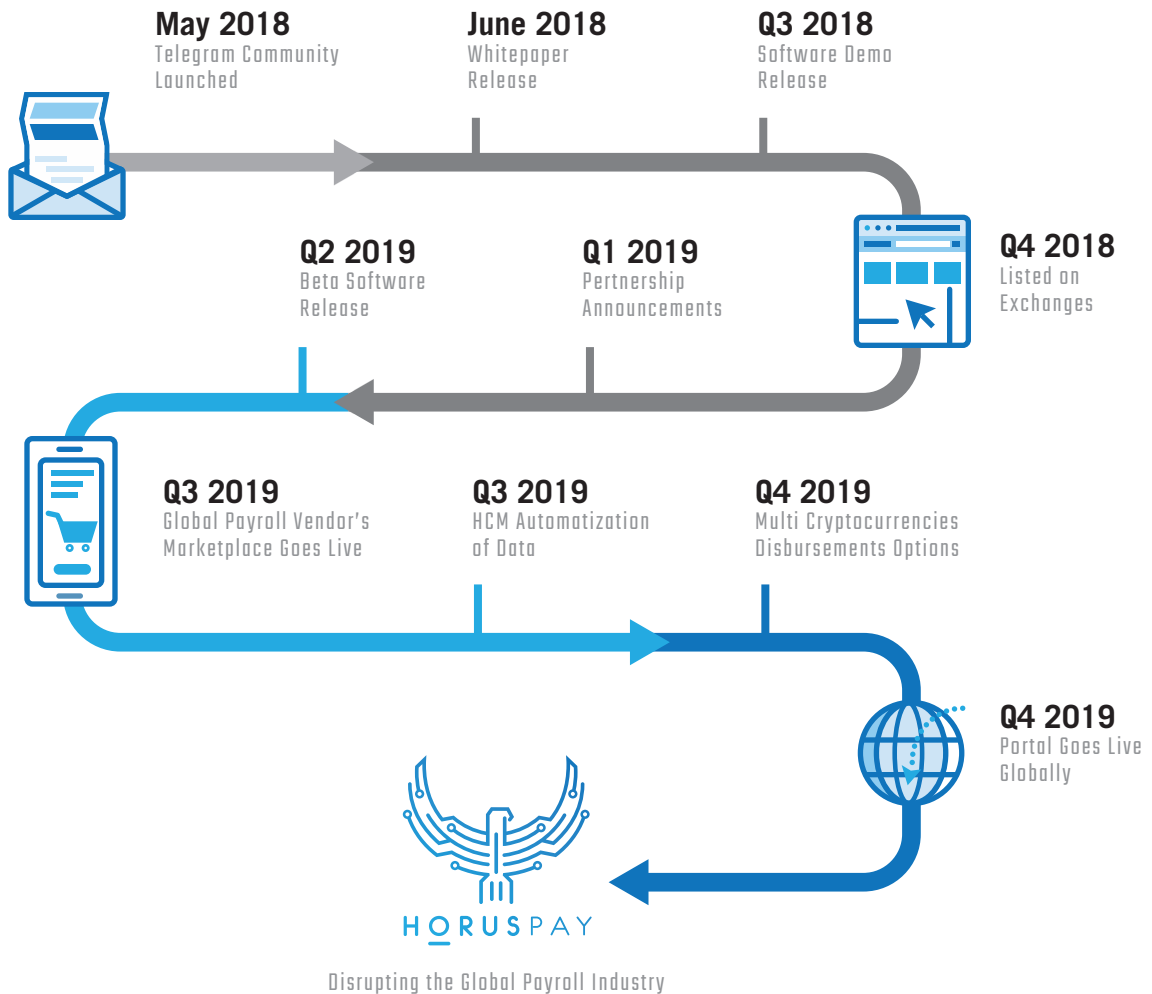 May 2018
Telegram Community
Launched
June 2018
Whitepaper
Release
Q3 2018
Software Demo
Release
Q4 2018
Listed on
Exchanges
Q1 2019
Pertnership
Announcements
Q2 2019
Beta Software
Release
Q3 2019
Global Payroll Vendor's
Marketplace Goes Live
Q3 2019
HCM Automatization
of Data
Q4 2019
Multi Cryptocurrencies
Disbursements Options
Q4 2019
Portal Goes Live
Globally
HORUSPAY
Disrupting the Global Payroll Industry